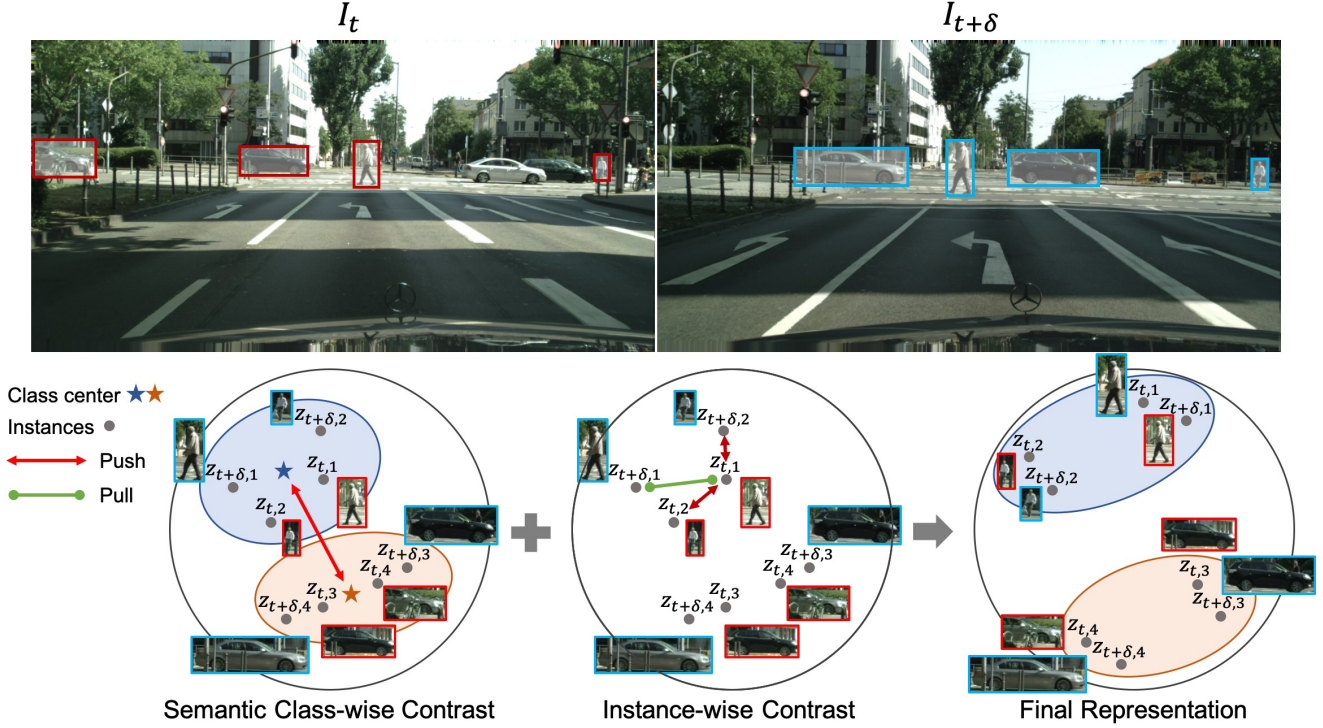 I_t
I_{t+δ}
Class center
Instances
Push
Pull
z_{t+δ,2}
z_{t+δ,1}
z_{t,1}
z_{t,2}
z_{t+δ,3}
z_{t,4}
z_{t,3}
z_{t+δ,4}
Semantic Class-wise Contrast
z_{t+δ,2}
z_{t,1}
z_{t+δ,1}
z_{t,2}
z_{t+δ,3}
z_{t,4}
z_{t,3}
z_{t+δ,4}
Instance-wise Contrast
z_{t,1}
z_{t+δ,1}
z_{t,2}
z_{t+δ,2}
z_{t,3}
z_{t+δ,3}
z_{t,4}
z_{t+δ,4}
Final Representation